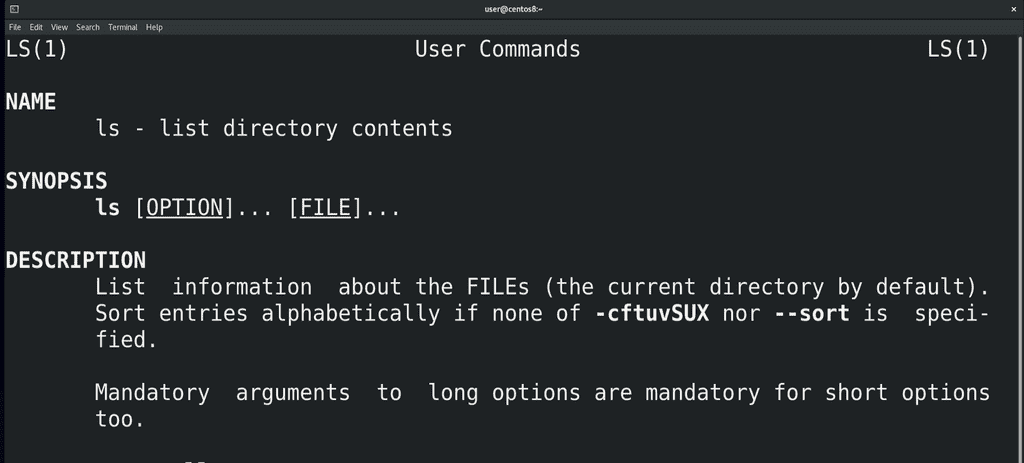 user@centos8:~
File Edit View Search Terminal Help
LS(1) User Commands LS(1)
NAME
ls - list directory contents
SYNOPSIS
ls [OPTION]... [FILE]...
DESCRIPTION
List information about the FILEs (the current directory by default).
Sort entries alphabetically if none of -cftuvSUX nor --sort is speci-
fied.
Mandatory arguments to long options are mandatory for short options
too.